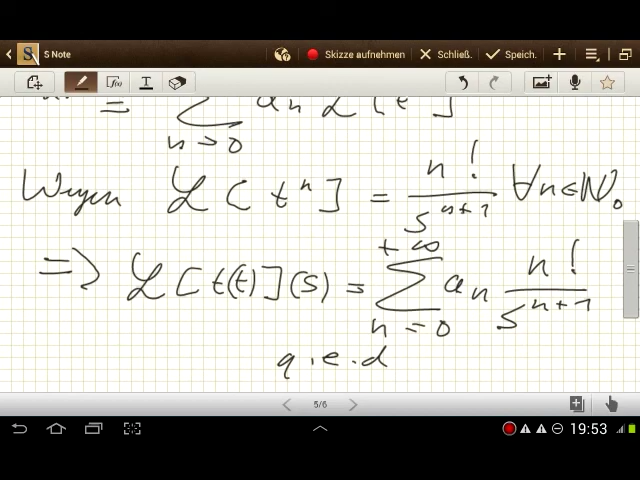 S Note
Skizze aufnehmen
Schließ.
Speich.
f(x)
T
= ∑ aₙ ℒ[t]
n ≥ 0
Wegen ℒ[tⁿ] = n!/sⁿ⁺¹ ∀n∈ℕ₀
=> ℒ[f(t)](s) = ∑ₙ₌₀⁺∞ aₙ n!/sⁿ⁺¹
q.e.d
5/6
19:53